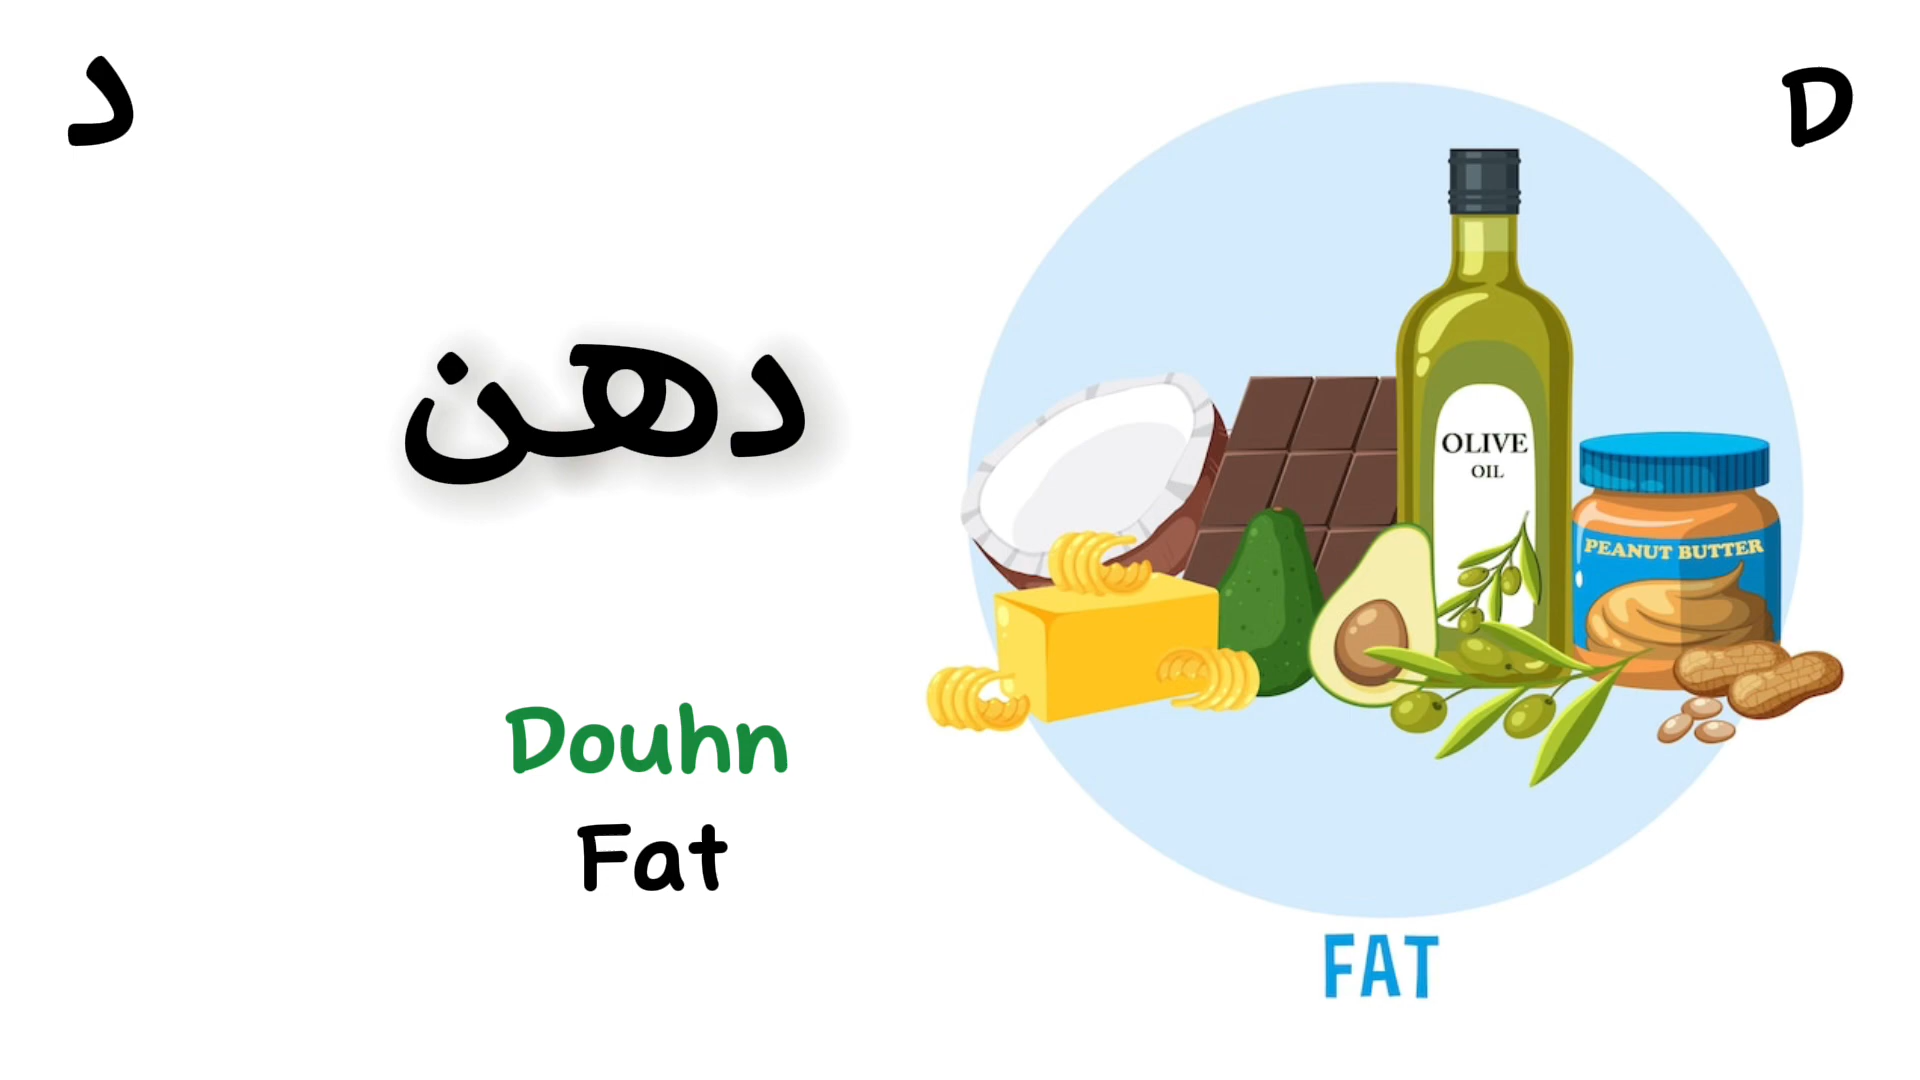 د
D
دهن
Douhn
Fat
OLIVE
OIL
PEANUT BUTTER
FAT